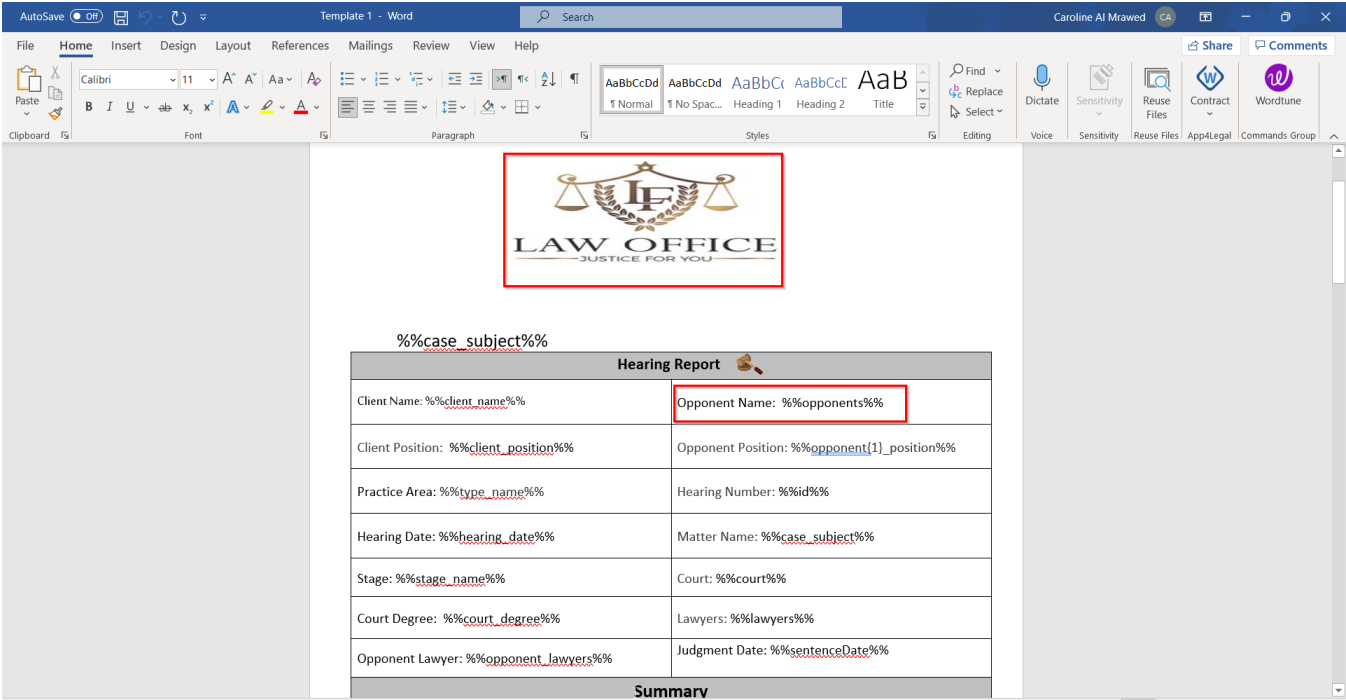 AutoSave Off Template 1 - Word Search Caroline Al Mrawed CA
File Home Insert Design Layout References Mailings Review View Help Share Comments
Paste
Clipboard
Calibri 11 A^ A˅ Aa A
B I U ab x₂ x² A A
Font
Paragraph
AaBbCcDd AaBbCcDd AaBbCc AaBbCcC AaB
¶ Normal ¶ No Spac... Heading 1 Heading 2 Title
Styles
Find
Replace
Select
Editing
Dictate
Voice
Sensitivity
Sensitivity
Reuse
Files
Reuse Files
Contract
App4Legal
Wordtune
Commands Group
LF
LAW OFFICE
JUSTICE FOR YOU
%%case_subject%%
Hearing Report
Client Name: %%client_name%% Opponent Name: %%opponents%%
Client Position: %%client_position%% Opponent Position: %%opponent{1}_position%%
Practice Area: %%type_name%% Hearing Number: %%id%%
Hearing Date: %%hearing_date%% Matter Name: %%case_subject%%
Stage: %%stage_name%% Court: %%court%%
Court Degree: %%court_degree%% Lawyers: %%lawyers%%
Opponent Lawyer: %%opponent_lawyers%% Judgment Date: %%sentenceDate%%
Summary